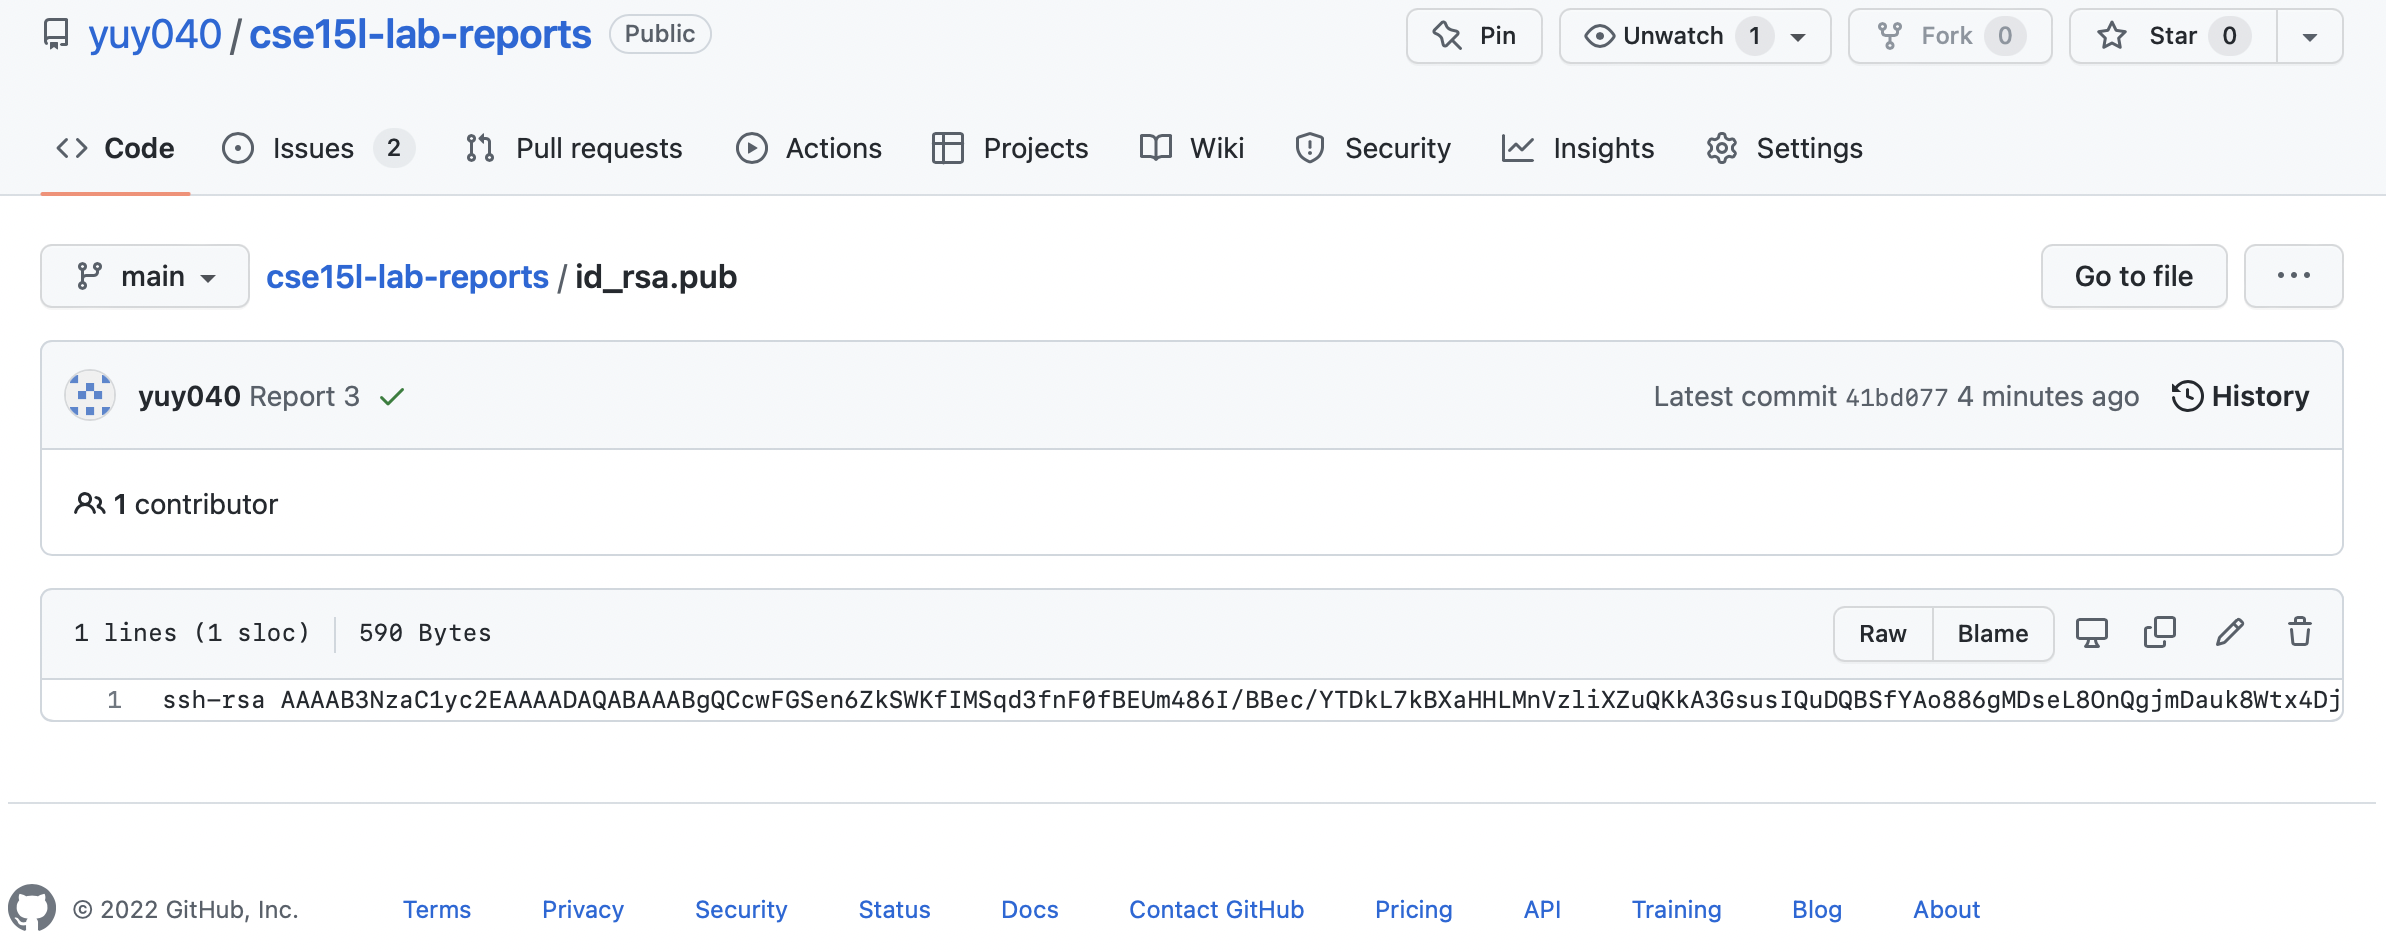 yuy040 / cse15l-lab-reports Public Pin Unwatch 1 Fork 0 Star 0
Code Issues 2 Pull requests Actions Projects Wiki Security Insights Settings
main cse15l-lab-reports / id_rsa.pub Go to file ...
yuy040 Report 3 Latest commit 41bd077 4 minutes ago History
1 contributor
1 lines (1 sloc) 590 Bytes Raw Blame
1 ssh-rsa AAAAB3NzaC1yc2EAAAADAQABAAABgQCcwFGSen6ZkSWKfIMSqd3fnF0fBEUm486I/BBec/YTDkL7kBXaHHLMnVzliXZuQKkA3GsusIQuDQBSfYAo886gMDseL8OnQgjmDauk8Wtx4Dj
© 2022 GitHub, Inc. Terms Privacy Security Status Docs Contact GitHub Pricing API Training Blog About